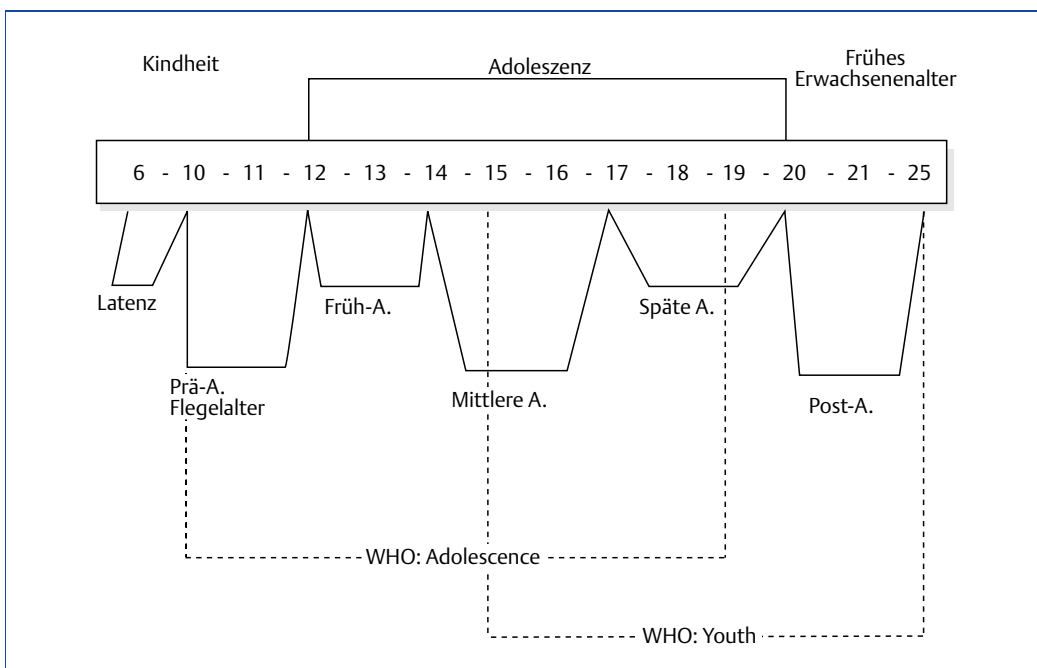 Kindheit
Adoleszenz
Frühes
Erwachsenenalter
6 - 10 - 11 - 12 - 13 - 14 - 15 - 16 - 17 - 18 - 19 - 20 - 21 - 25
Latenz
Früh-A.
Späte A.
Prä-A.
Flegelalter
Mittlere A.
Post-A.
WHO: Adolescence
WHO: Youth